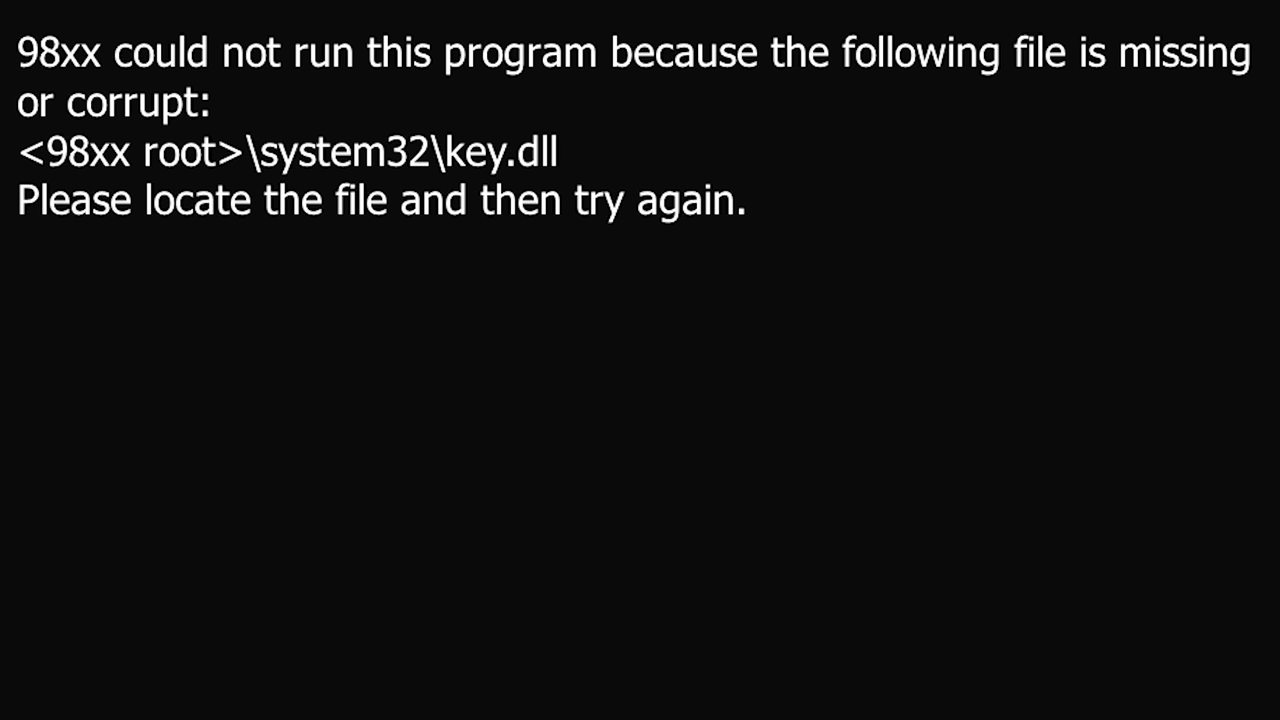 98xx could not run this program because the following file is missing
or corrupt:
<98xx root>\system32\key.dll
Please locate the file and then try again.